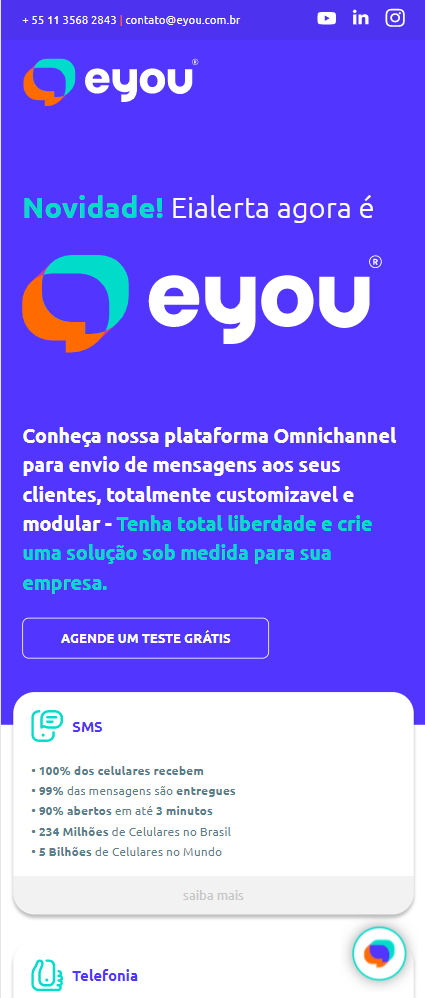 + 55 11 3568 2843 | contato@eyou.com.br
eyou®
Novidade! Eialerta agora é
eyou®
Conheça nossa plataforma Omnichannel
para envio de mensagens aos seus
clientes, totalmente customizavel e
modular - Tenha total liberdade e crie
uma solução sob medida para sua
empresa.
AGENDE UM TESTE GRÁTIS
SMS
• 100% dos celulares recebem
• 99% das mensagens são entregues
• 90% abertos em até 3 minutos
• 234 Milhões de Celulares no Brasil
• 5 Bilhões de Celulares no Mundo
saiba mais
Telefonia